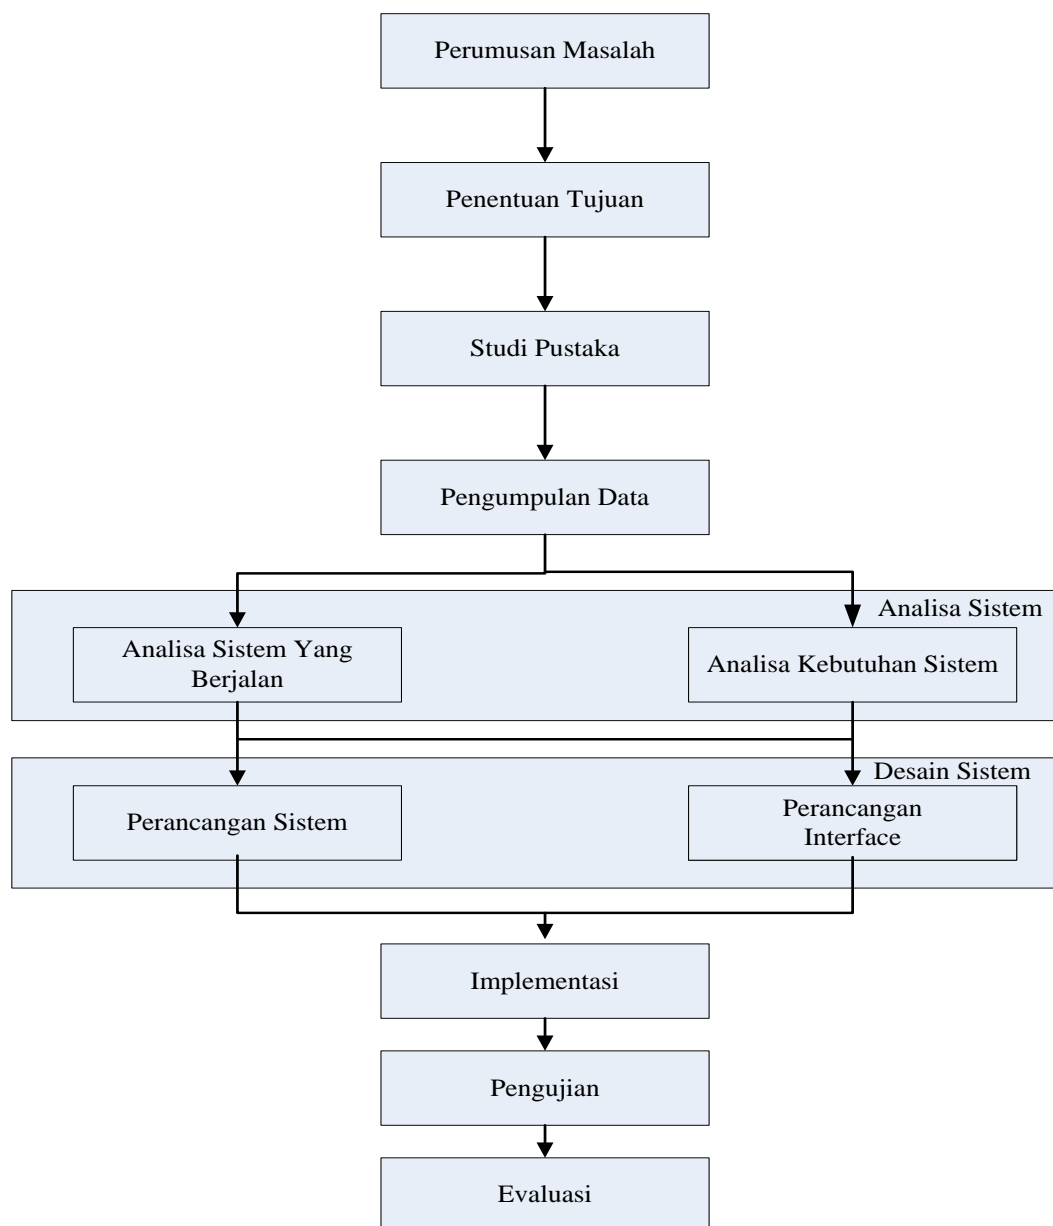 Perumusan Masalah
Penentuan Tujuan
Studi Pustaka
Pengumpulan Data
Analisa Sistem
Analisa Sistem Yang
Berjalan
Analisa Kebutuhan Sistem
Desain Sistem
Perancangan Sistem
Perancangan
Interface
Implementasi
Pengujian
Evaluasi